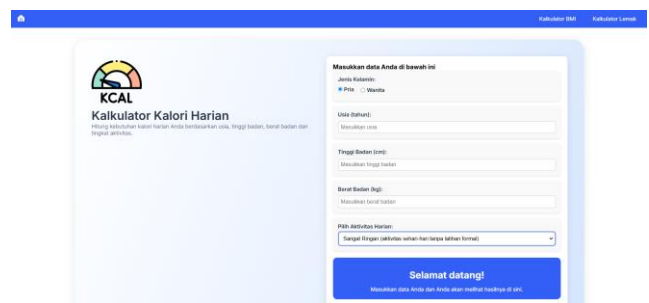 Kalkulator BMI
Kalkulator Lemak
KCAL
Kalkulator Kalori Harian
Hitung kebutuhan kalori harian Anda berdasarkan usia, tinggi badan, berat badan dan
tingkat aktivitas.
Masukkan data Anda di bawah ini
Jenis Kelamin:
Pria
Wanita
Usia (tahun):
Masukkan usia
Tinggi Badan (cm):
Masukkan tinggi badan
Berat Badan (kg):
Masukkan berat badan
Pilih Aktivitas Harian:
Sangat Ringan (aktivitas sehari-hari tanpa latihan formal)
Selamat datang!
Masukkan data Anda dan Anda akan melihat hasilnya di sini.